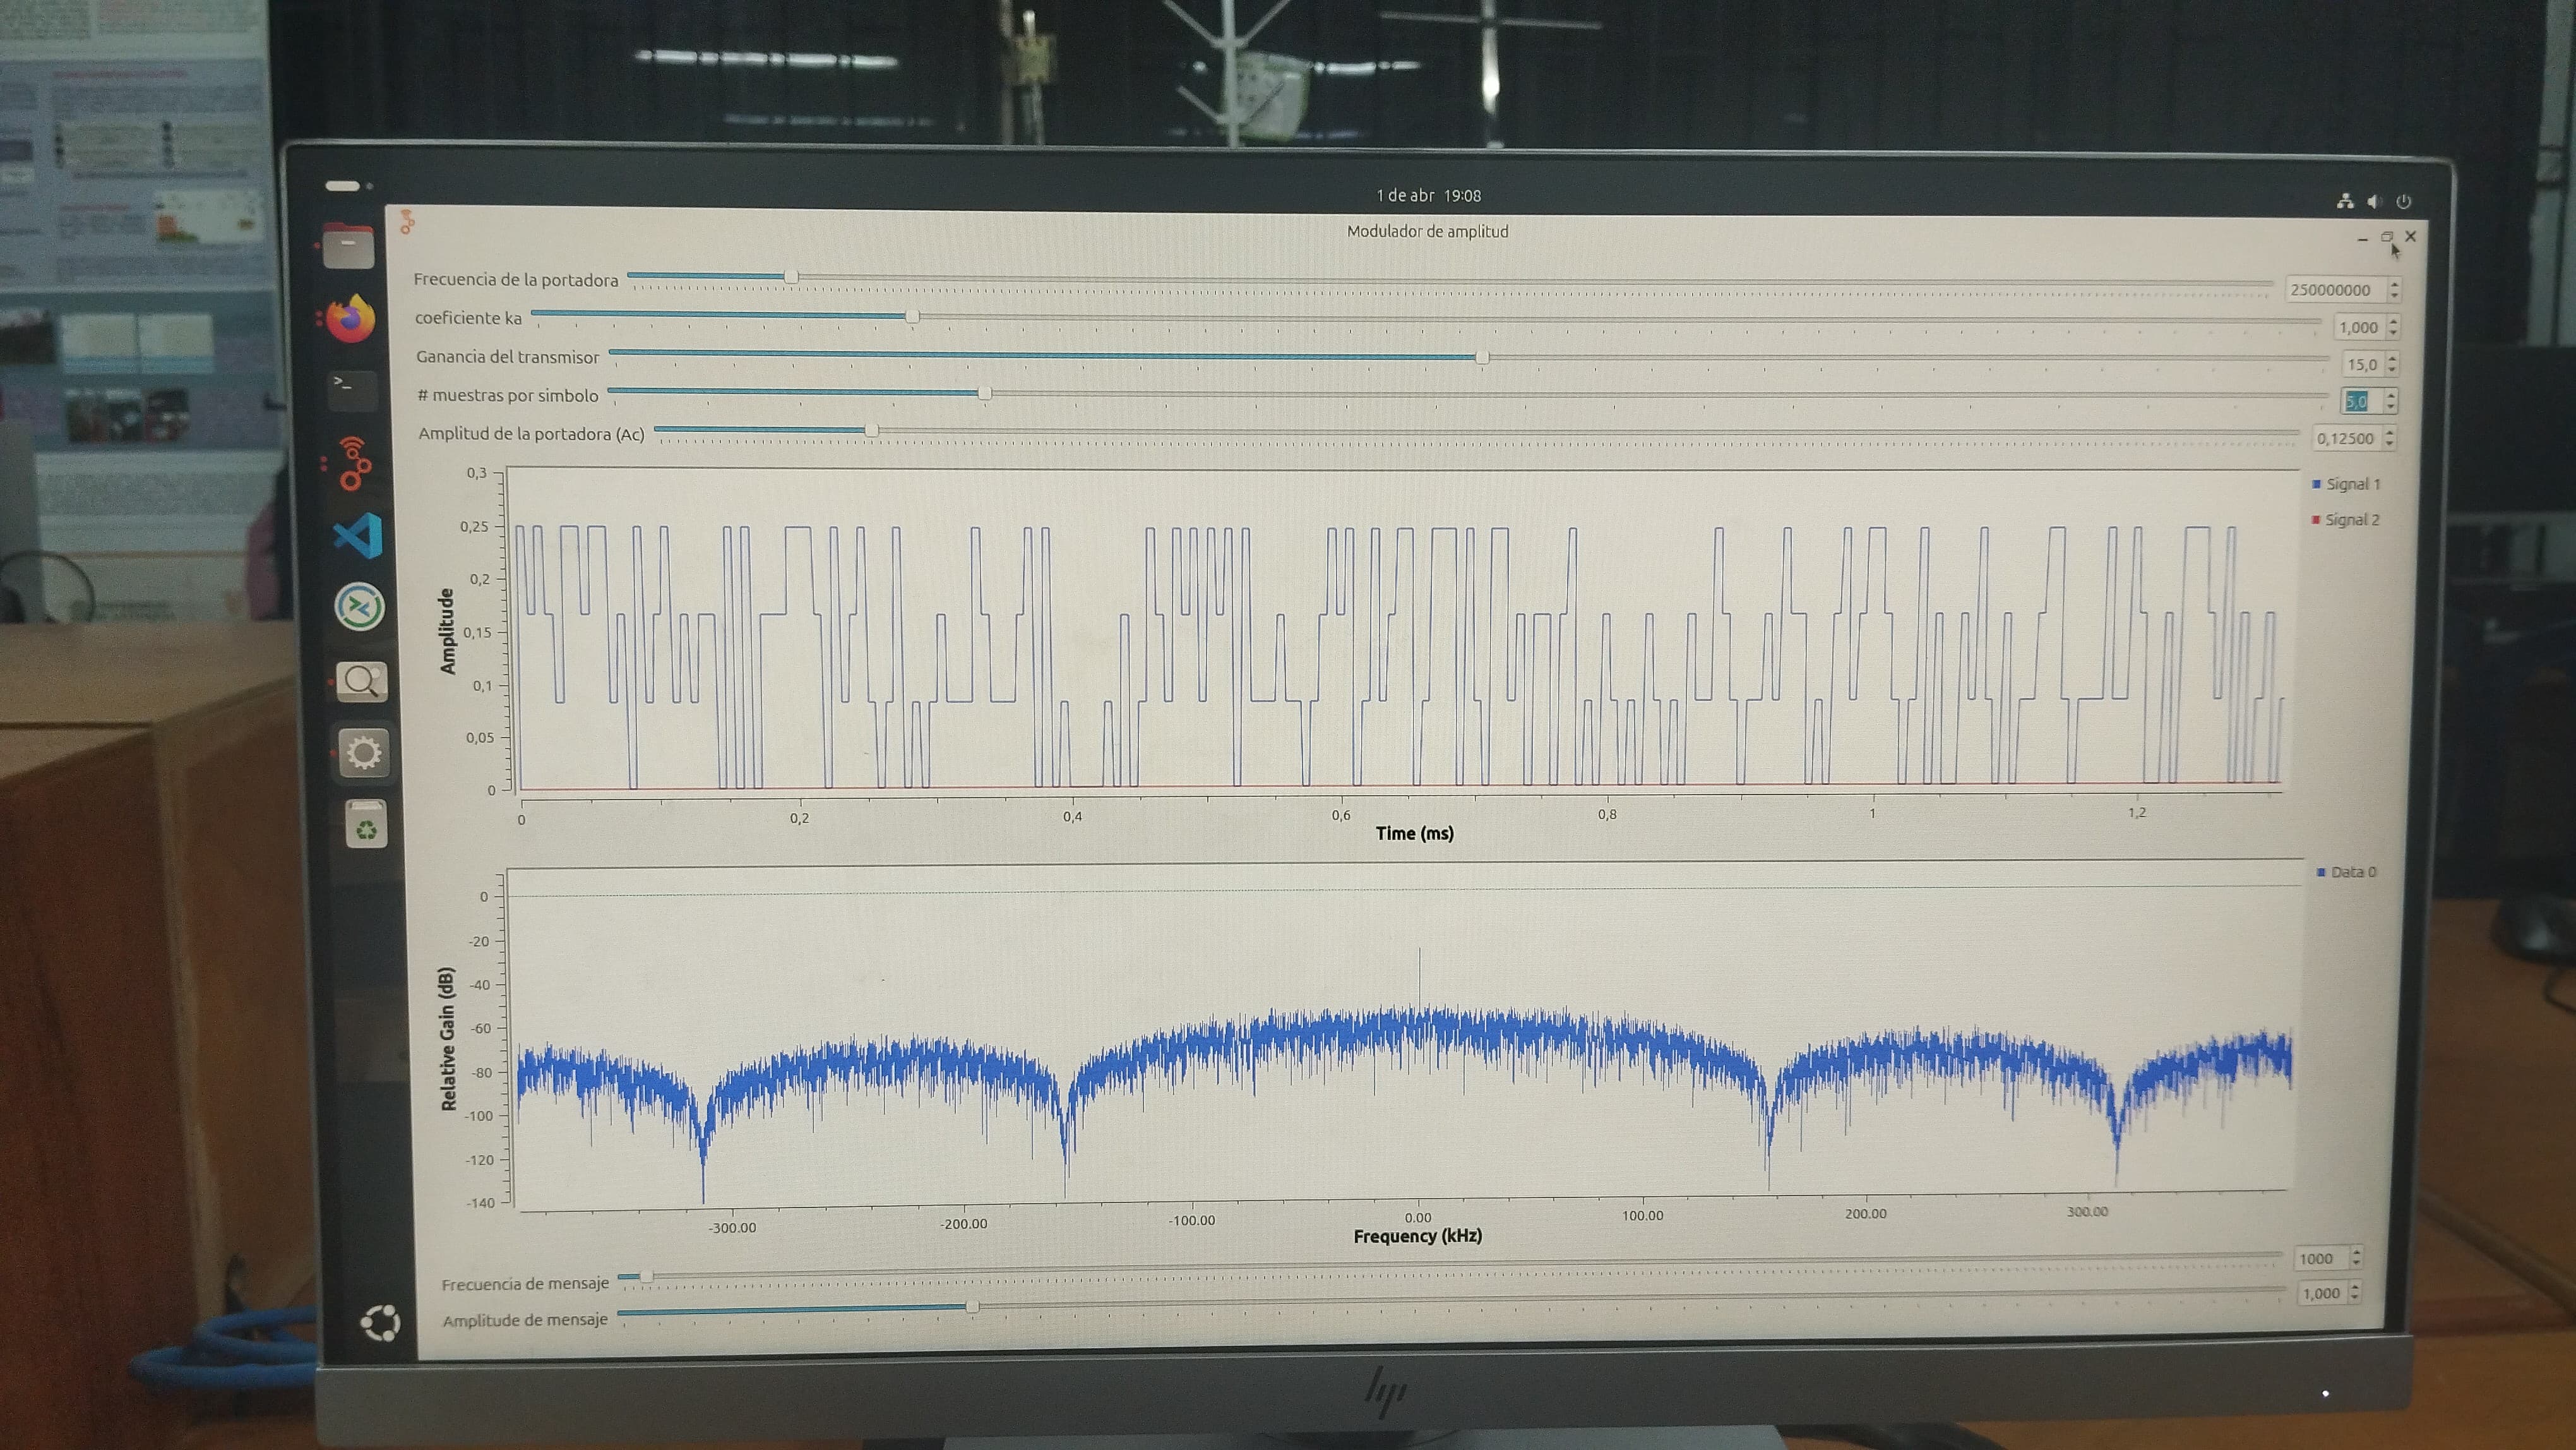 1 de abr 19:08
Modulador de amplitud
Frecuencia de la portadora 250000000
coeficiente ka 1,000
Ganancia del transmisor 15,0
# muestras por simbolo 5,0
Amplitud de la portadora (Ac) 0,12500
0,3
0,25
0,2
0,15
0,1
0,05
0
Amplitude
Signal 1
Signal 2
0 0,2 0,4 0,6 0,8 1 1,2
Time (ms)
0
-20
-40
-60
-80
-100
-120
-140
Relative Gain (dB)
Data 0
-300.00 -200.00 -100.00 0.00 100.00 200.00 300.00
Frequency (kHz)
Frecuencia de mensaje 1000
Amplitude de mensaje 1,000
hp